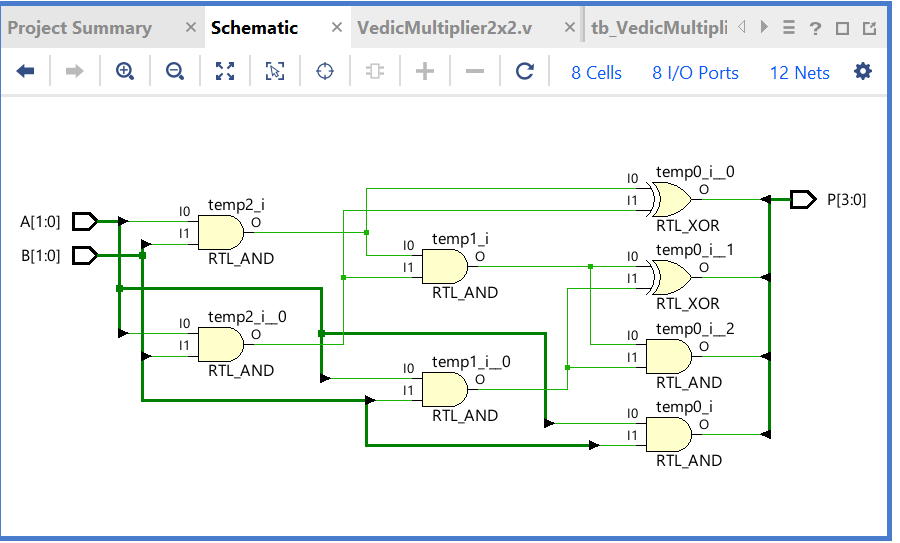 Project Summary
Schematic
VedicMultiplier2x2.v
tb_VedicMultipli
8 Cells
8 I/O Ports
12 Nets
temp0_i__0
I0
O
I1
RTL_XOR
P[3:0]
temp2_i
A[1:0]
I0
O
I1
B[1:0]
RTL_AND
temp1_i
I0
O
I1
RTL_AND
temp0_i__1
I0
O
I1
RTL_XOR
temp2_i__0
I0
O
I1
RTL_AND
temp0_i__2
I0
O
I1
RTL_AND
temp1_i__0
I0
O
I1
RTL_AND
temp0_i
I0
O
I1
RTL_AND